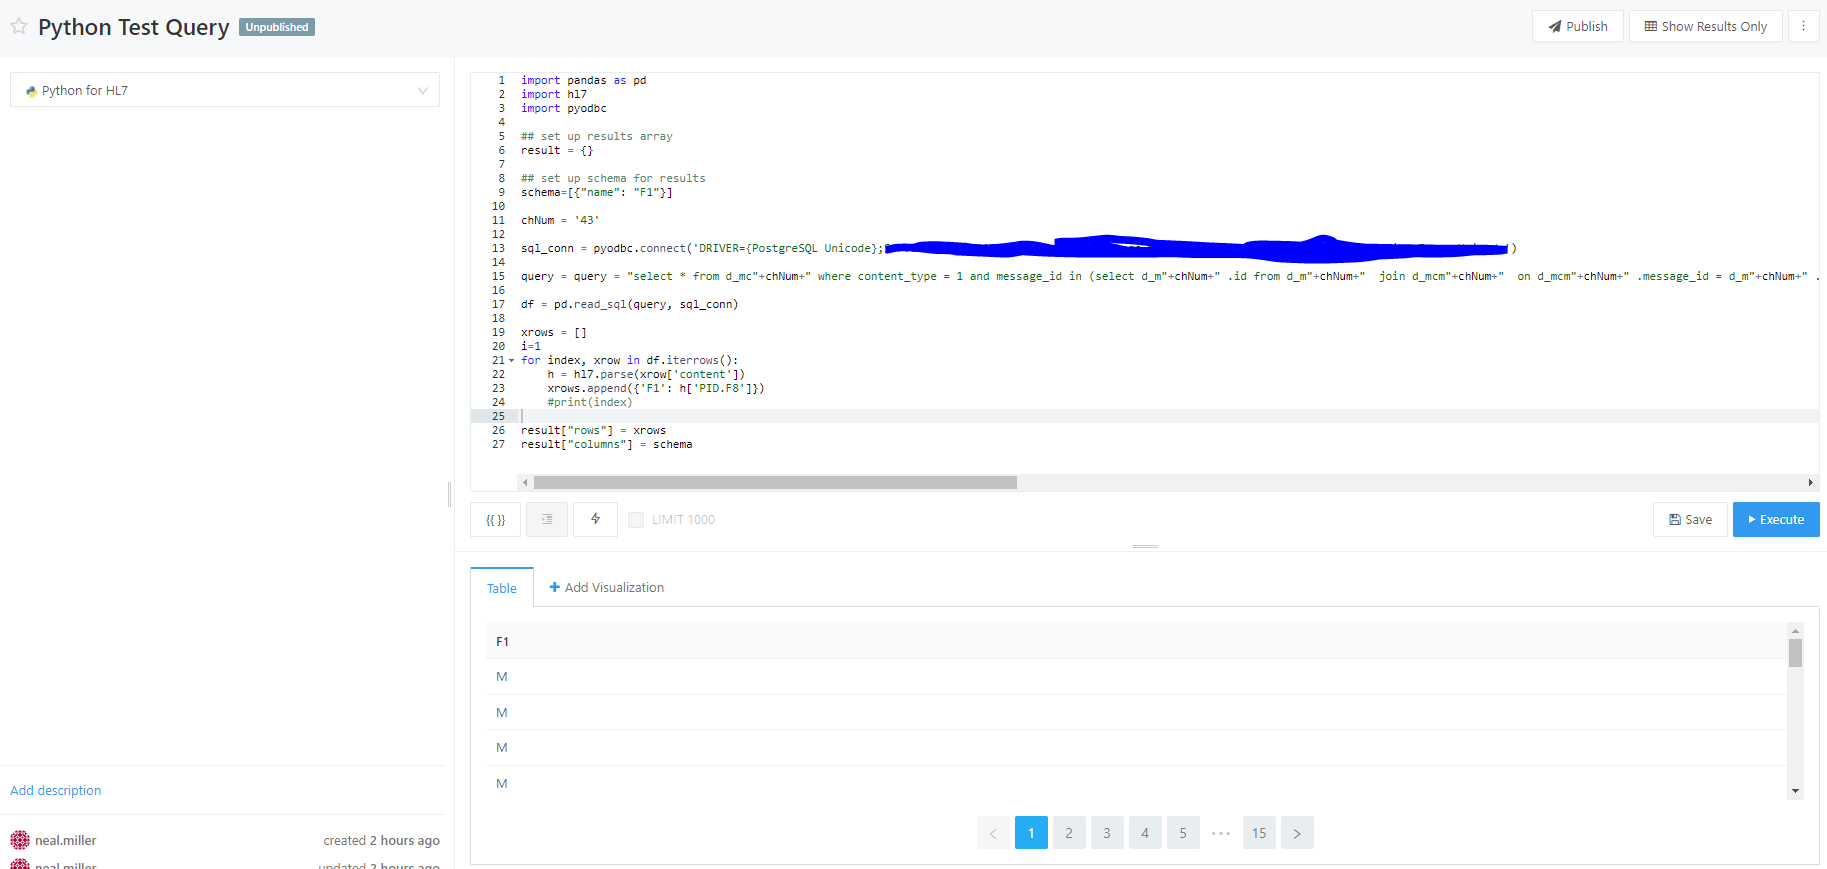 Python Test Query Unpublished
Publish Show Results Only
Python for HL7
1 import pandas as pd
2 import hl7
3 import pyodbc
4
5 ## set up results array
6 result = {}
7
8 ## set up schema for results
9 schema=[{"name": "F1"}]
10
11 chNum = '43'
12
13 sql_conn = pyodbc.connect('DRIVER={PostgreSQL Unicode}; ')
14
15 query = query = "select * from d_mc"+chNum+" where content_type = 1 and message_id in (select d_m"+chNum+" .id from d_m"+chNum+"  join d_mcm"+chNum+"  on d_mcm"+chNum+" .message_id = d_m"+chNum+" .
16
17 df = pd.read_sql(query, sql_conn)
18
19 xrows = []
20 i=1
21 for index, xrow in df.iterrows():
22     h = hl7.parse(xrow['content'])
23     xrows.append({'F1': h['PID.F8']})
24     #print(index)
25
26 result["rows"] = xrows
27 result["columns"] = schema
{{ }} LIMIT 1000 Save Execute
Table + Add Visualization
F1
M
M
M
M
< 1 2 3 4 5 ••• 15 >
Add description
neal.miller created 2 hours ago
neal.miller updated 2 hours ago